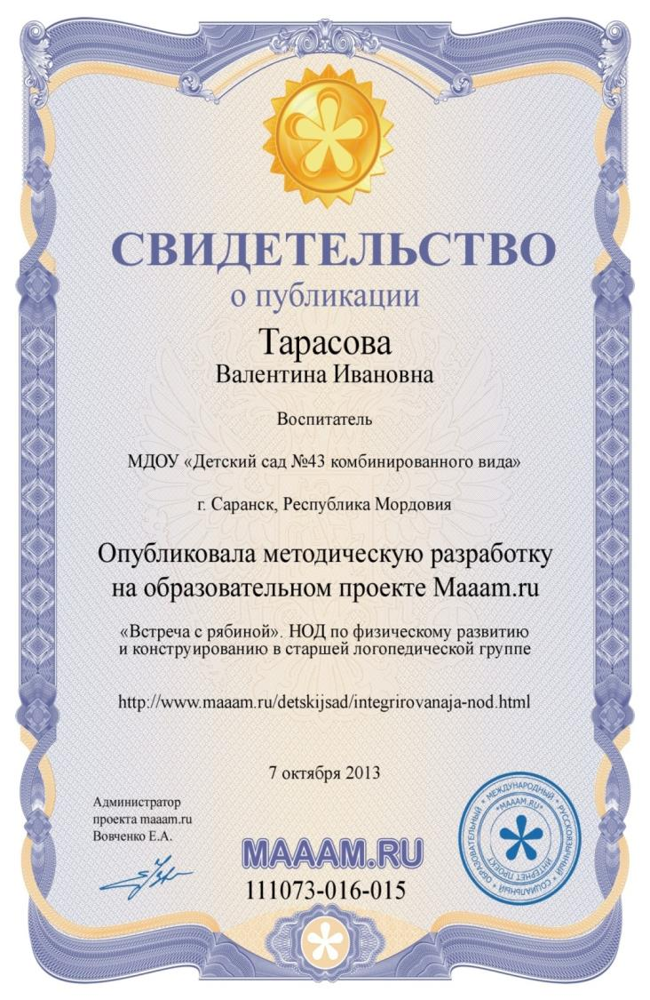 СВИДЕТЕЛЬСТВО
о публикации
Тарасова
Валентина Ивановна
Воспитатель
МДОУ «Детский сад №43 комбинированного вида»
г. Саранск, Республика Мордовия
Опубликовала методическую разработку
на образовательном проекте Maaam.ru
«Встреча с рябиной». НОД по физическому развитию
и конструированию в старшей логопедической группе
http://www.maaam.ru/detskijsad/integrirovanaja-nod.html
7 октября 2013
Администратор
проекта maaam.ru
Вовченко Е.А.
MAAAM.RU
111073-016-015
* МЕЖДУНАРОДНЫЙ * РУССКОЯЗЫЧНЫЙ * СОЦИАЛЬНЫЙ * ОБРАЗОВАТЕЛЬНЫЙ
*MAAAM.RU*
ИНТЕРНЕТ ПРОЕКТ